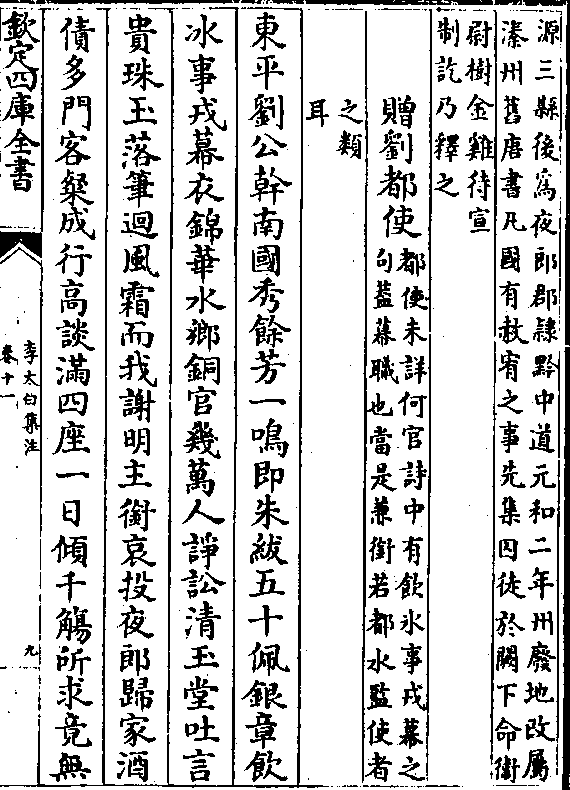 源三縣後為夜郎郡隸黔中道元和二年州廢地改屬
溱州舊唐書凡國有赦宥之事先集囚徒於闕下命衛
尉樹金雞待宣
制訖乃釋之
贈劉都使
都使未詳何官詩中有飲氷事戎幕之
句葢幕職也當是兼銜若都水監使者
之類
耳
東平劉公幹南國秀餘芳一鳴即朱紱五十佩銀章飲
冰事戎幕衣錦華水鄉銅官幾萬人諍訟清玉堂吐言
貴珠玉落筆迴風霜而我謝明主銜哀投夜郎歸家酒
債多門客粲成行高談滿四座一日傾千觴所求竟無
欽定四庫全書
李太白集注
卷十一
九